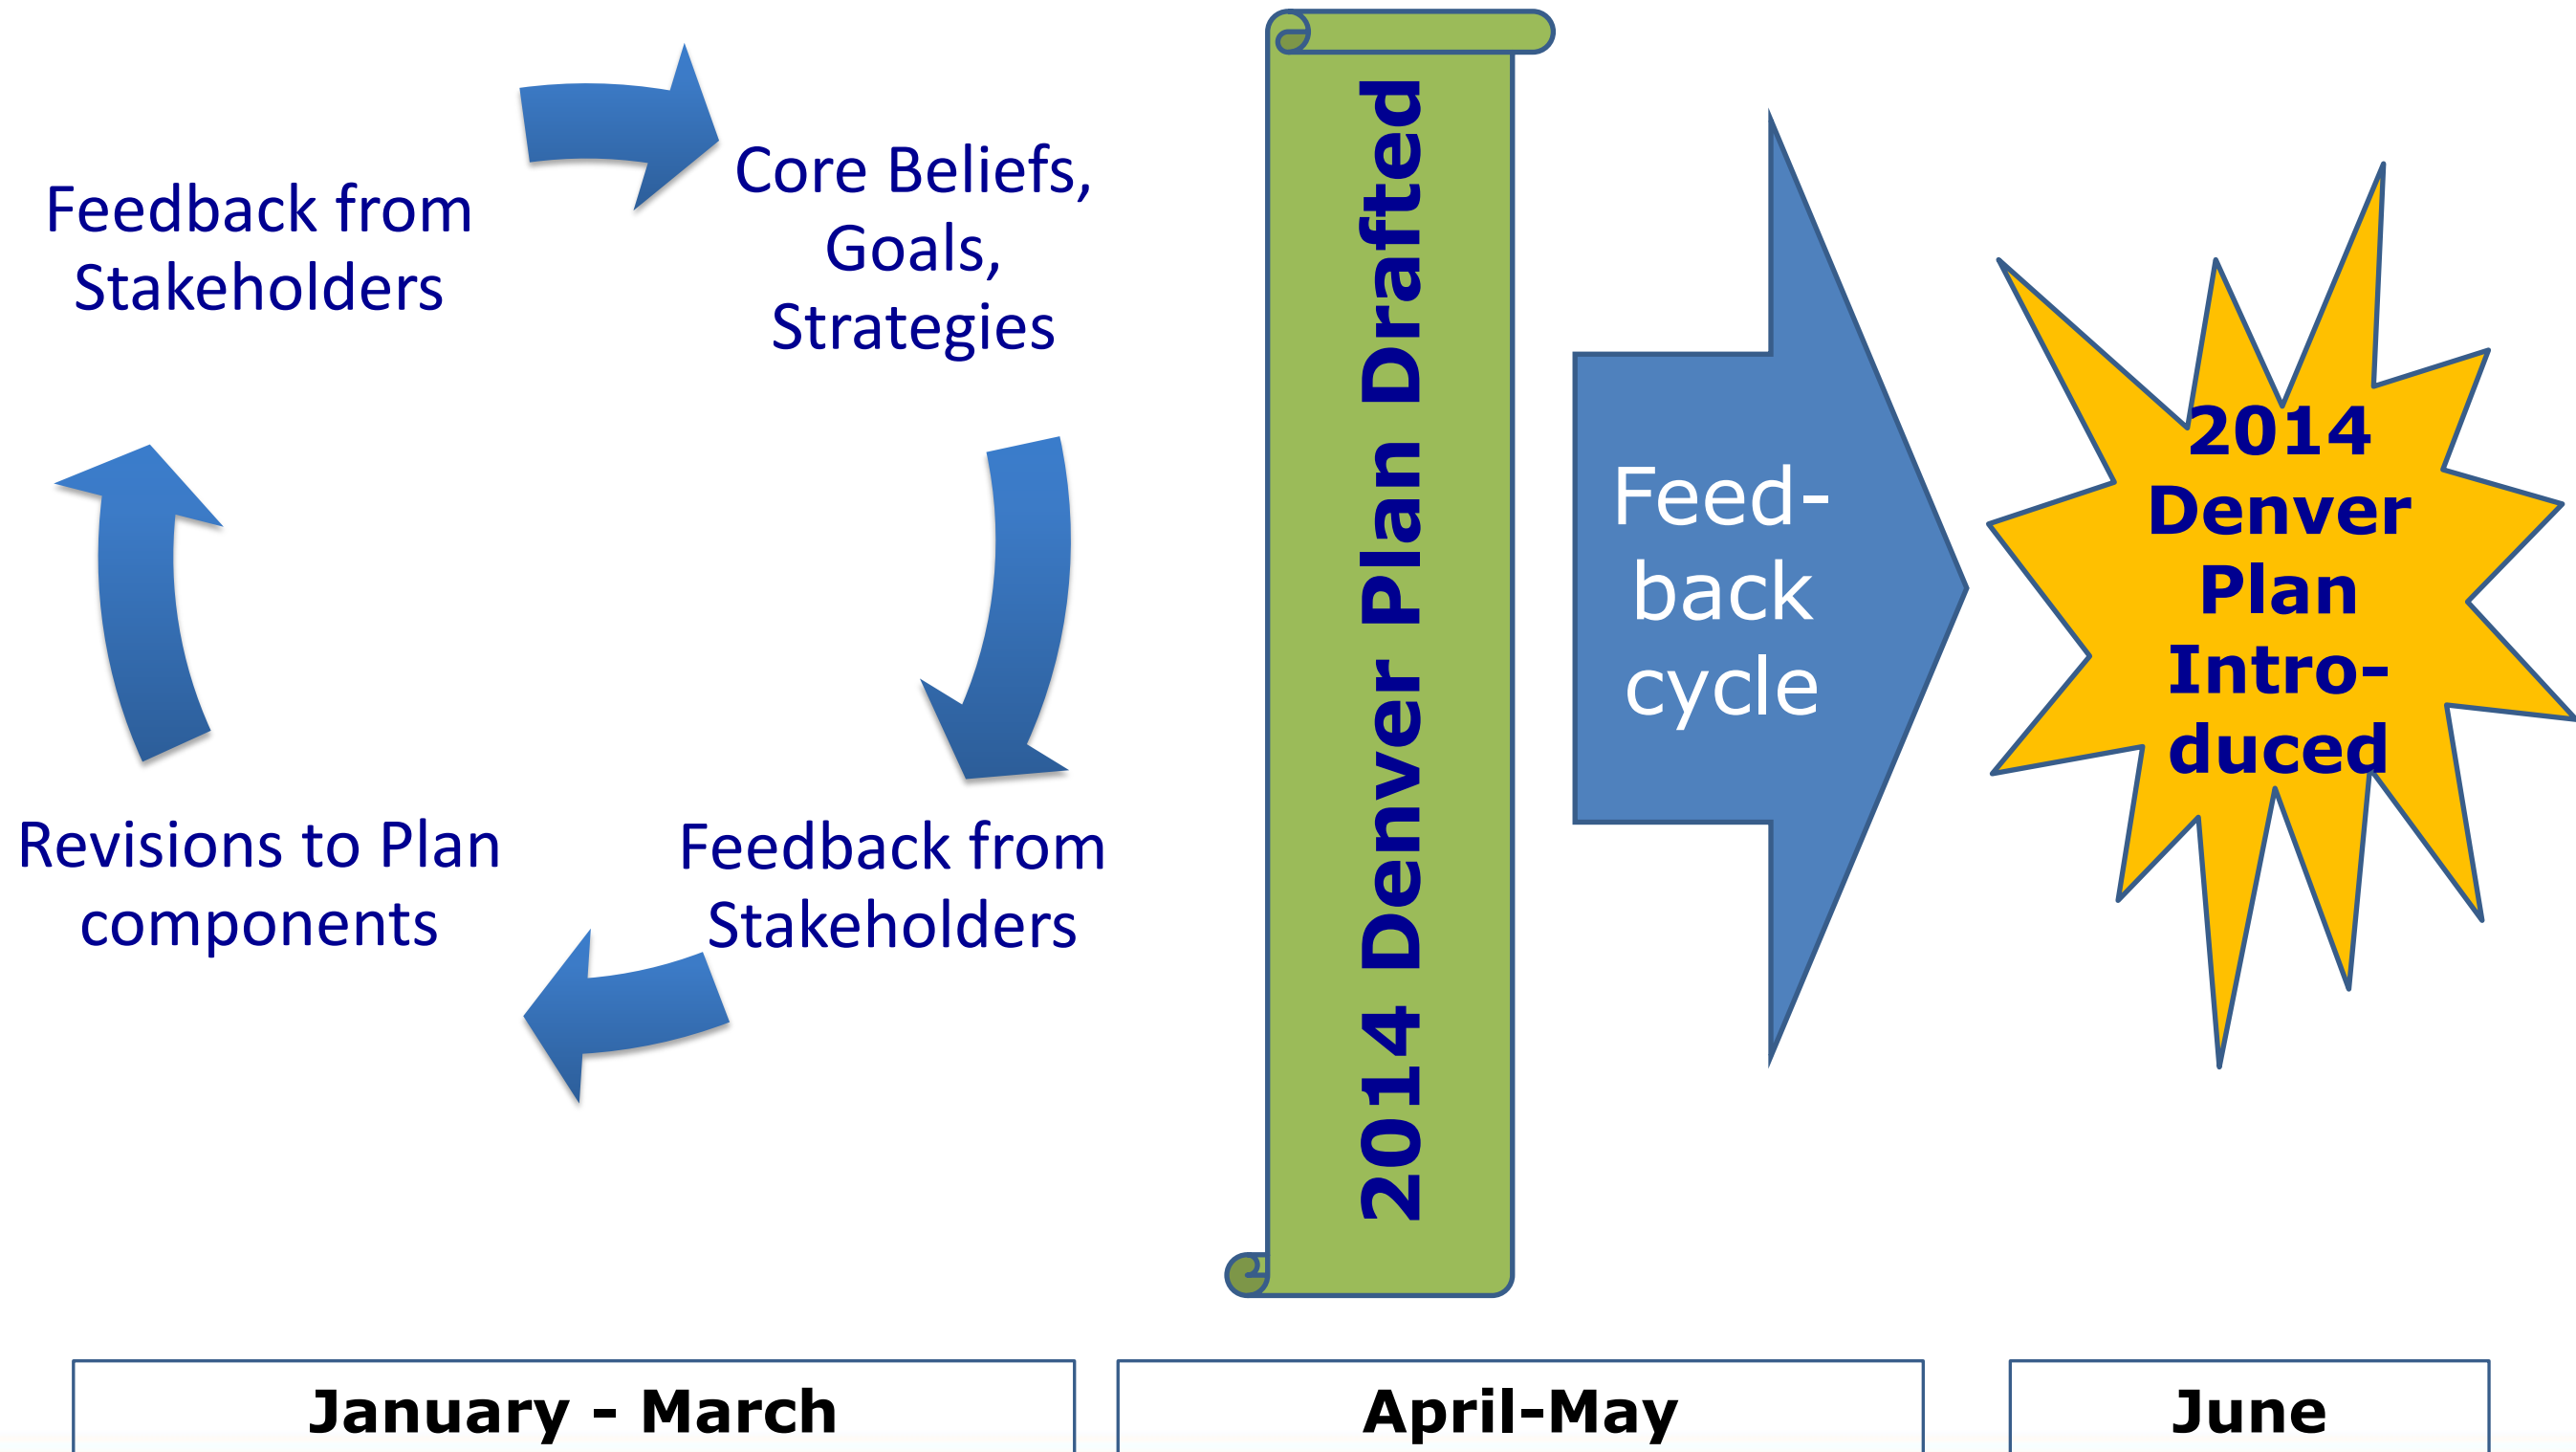 Feedback from
Stakeholders
Core Beliefs,
Goals,
Strategies
Feedback from
Stakeholders
Revisions to Plan
components
2014 Denver Plan Drafted
Feed-
back
cycle
2014
Denver
Plan
Intro-
duced
January - March
April-May
June